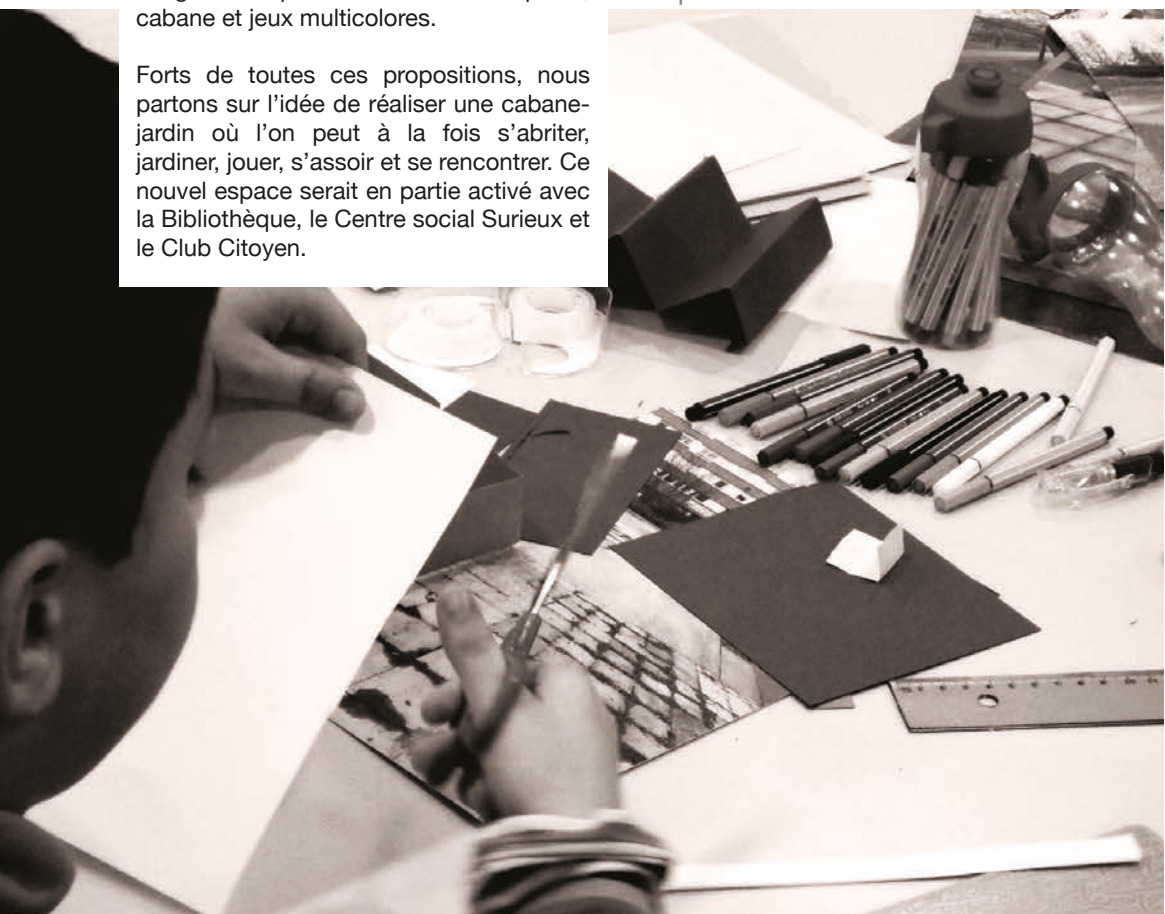 cabane et jeux multicolores.
Forts de toutes ces propositions, nous
partons sur l’idée de réaliser une cabane-
jardin où l’on peut à la fois s’abriter,
jardiner, jouer, s’assoir et se rencontrer. Ce
nouvel espace serait en partie activé avec
la Bibliothèque, le Centre social Surieux et
le Club Citoyen.